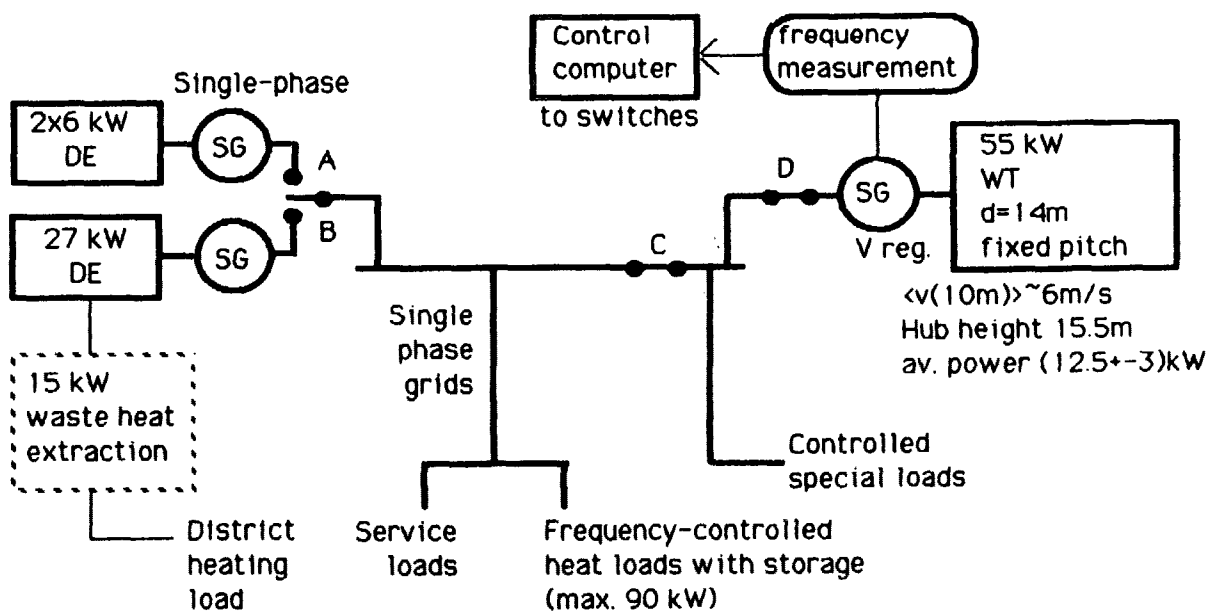 Control
computer
to switches
frequency
measurement
Single-phase
2x6 kW
DE
SG
A
27 kW
DE
SG
B
C
D
SG
V reg.
55 kW
WT
d=14m
fixed pitch
<v(10m)>~6m/s
Hub height 15.5m
av. power (12.5+-3)kW
Single
phase
grids
15 kW
waste heat
extraction
Controlled
special loads
District
heating
load
Service
loads
Frequency-controlled
heat loads with storage
(max. 90 kW)